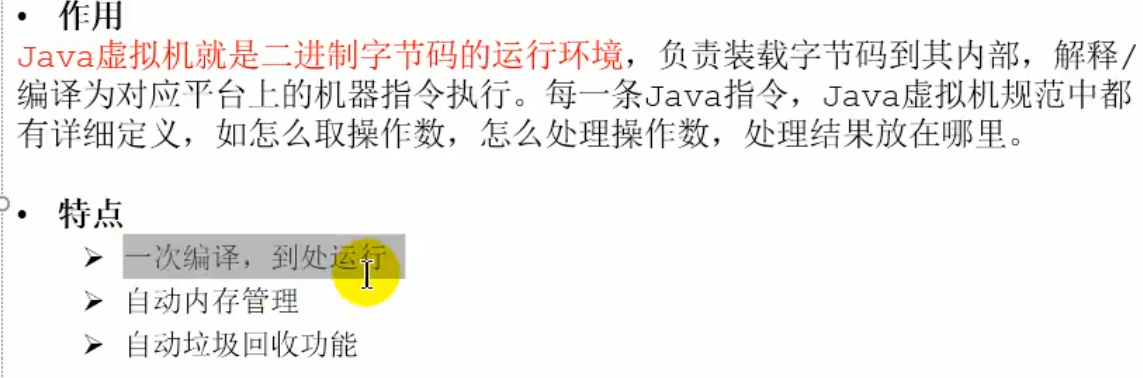 • 作用
Java虚拟机就是二进制字节码的运行环境，负责装载字节码到其内部，解释/
编译为对应平台上的机器指令执行。每一条Java指令，Java虚拟机规范中都
有详细定义，如怎么取操作数，怎么处理操作数，处理结果放在哪里。
• 特点
➢ 一次编译，到处运行
➢ 自动内存管理
➢ 自动垃圾回收功能